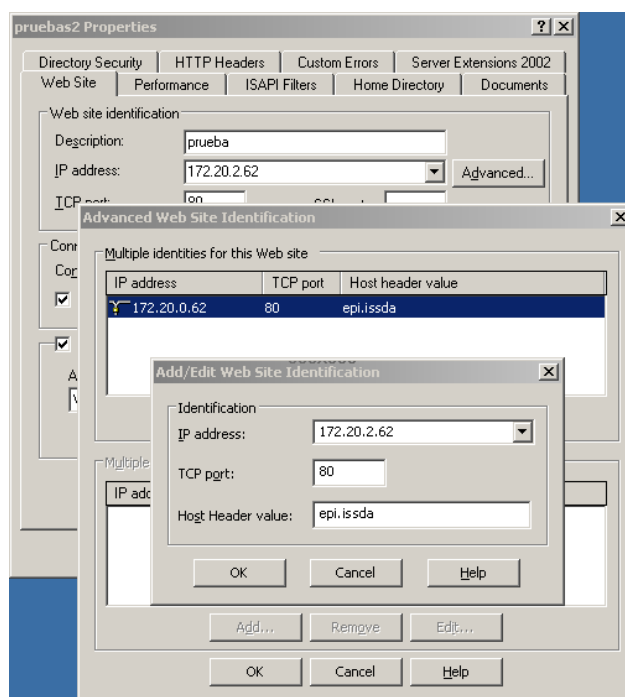 pruebas2 Properties
Directory Security HTTP Headers Custom Errors Server Extensions 2002
Web Site Performance ISAPI Filters Home Directory Documents
Web site identification
Description: prueba
IP address: 172.20.2.62 Advanced...
TCP port: 80
Advanced Web Site Identification
Multiple identities for this Web site
IP address TCP port Host header value
172.20.0.62 80 epi.issda
Add/Edit Web Site Identification
Identification
IP address: 172.20.2.62
TCP port: 80
Host Header value: epi.issda
OK Cancel Help
Multiple
Add... Remove Edit...
OK Cancel Help